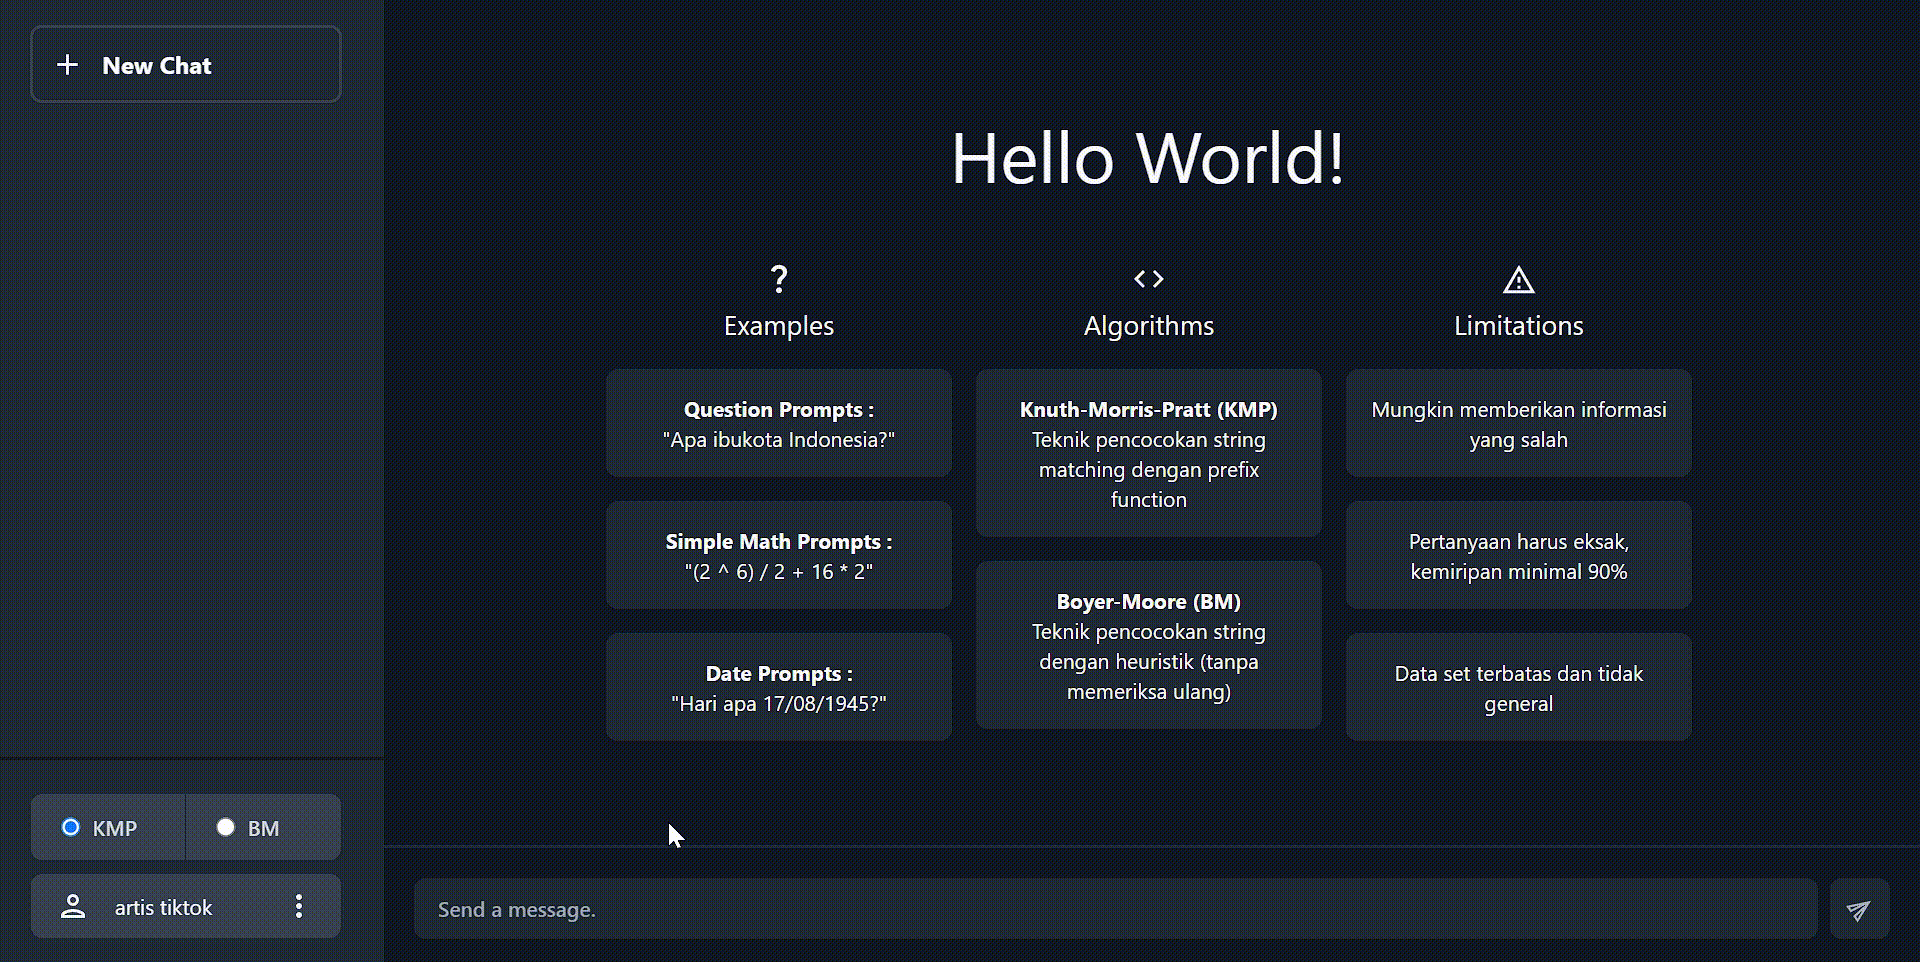 New Chat
Hello World!
?
Examples
Question Prompts :
"Apa ibukota Indonesia?"
Simple Math Prompts :
"(2 ^ 6) / 2 + 16 * 2"
Date Prompts :
"Hari apa 17/08/1945?"
Algorithms
Knuth-Morris-Pratt (KMP)
Teknik pencocokan string
matching dengan prefix
function
Boyer-Moore (BM)
Teknik pencocokan string
dengan heuristik (tanpa
memeriksa ulang)
Limitations
Mungkin memberikan informasi
yang salah
Pertanyaan harus eksak,
kemiripan minimal 90%
Data set terbatas dan tidak
general
KMP
BM
artis tiktok
Send a message.